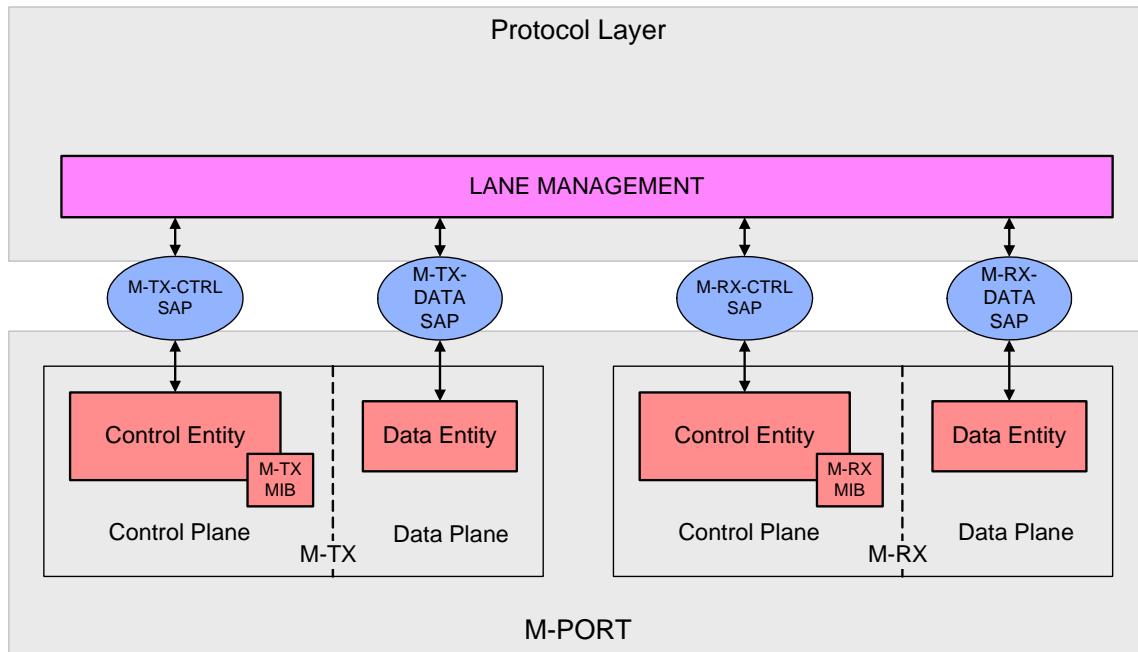 Protocol Layer
LANE MANAGEMENT
M-TX-CTRL
SAP
M-TX-
DATA
SAP
M-RX-CTRL
SAP
M-RX-
DATA
SAP
Control Entity
M-TX
MIB
Data Entity
Control Plane
Data Plane
M-TX
Control Entity
M-RX
MIB
Data Entity
Control Plane
Data Plane
M-RX
M-PORT